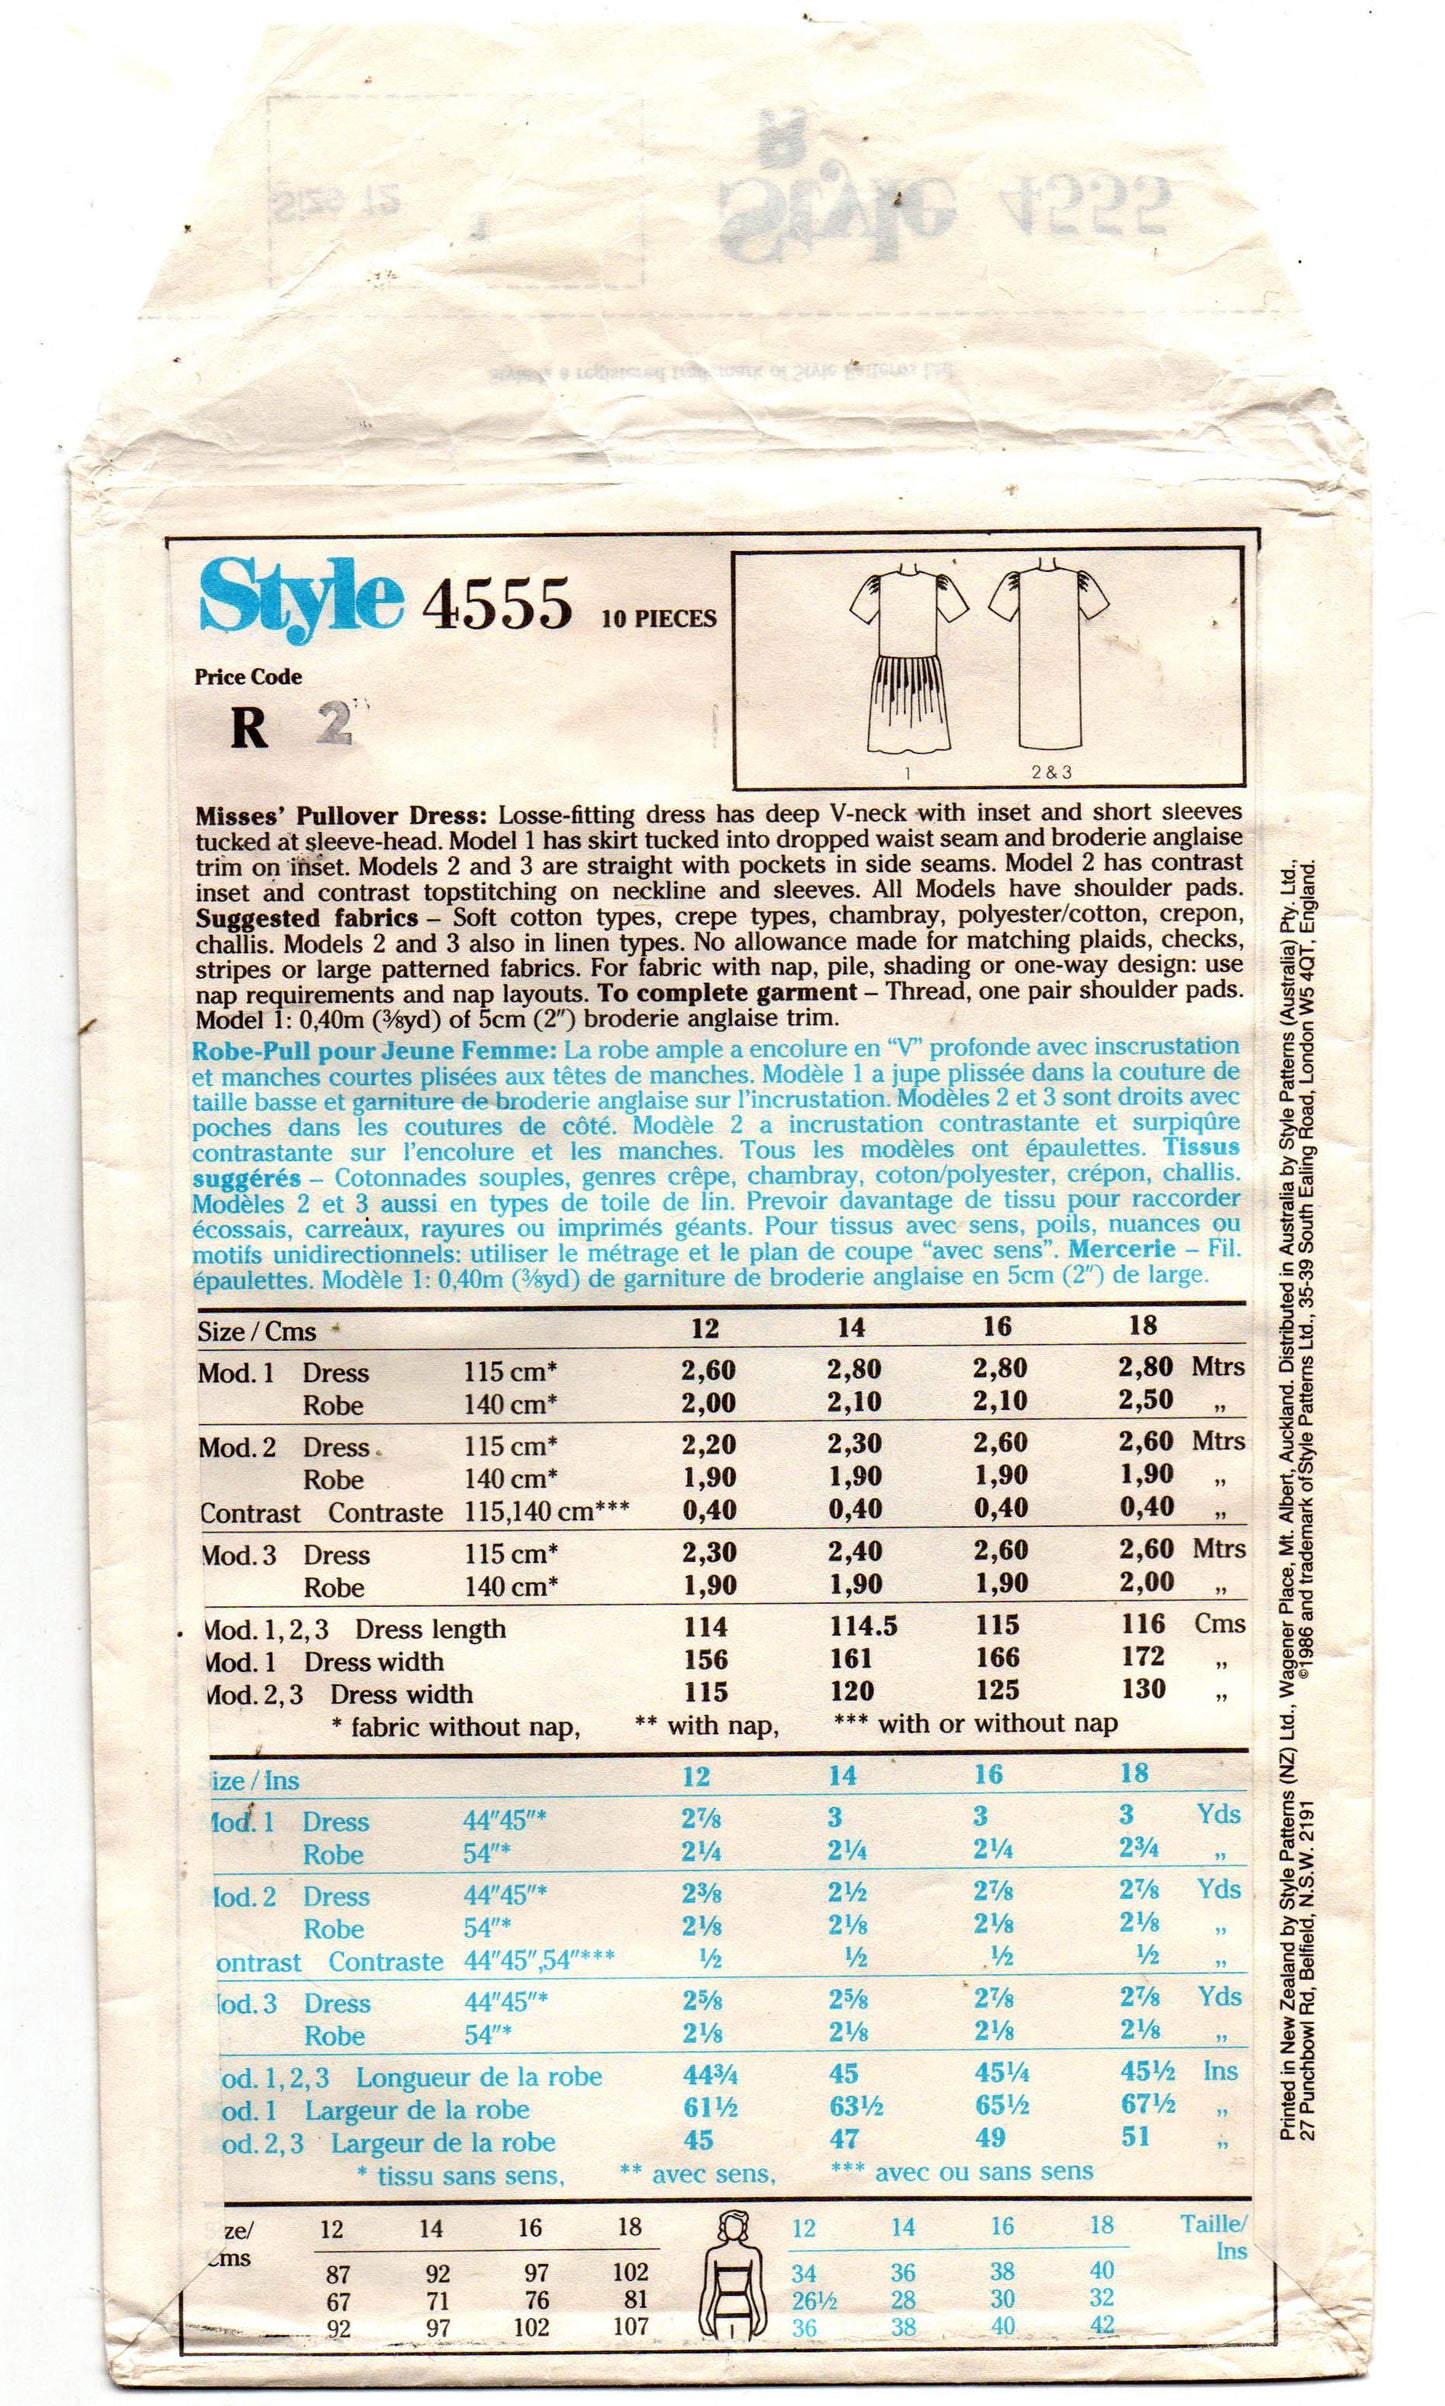 Size 12
1
Style 4555
R
style is a registered trademark of Style Patterns Ltd
Style 4555 10 PIECES
Price Code
R 2
1 2 & 3
Misses' Pullover Dress: Losse-fitting dress has deep V-neck with inset and short sleeves
tucked at sleeve-head. Model 1 has skirt tucked into dropped waist seam and broderie anglaise
trim on inset. Models 2 and 3 are straight with pockets in side seams. Model 2 has contrast
inset and contrast topstitching on neckline and sleeves. All Models have shoulder pads.
Suggested fabrics – Soft cotton types, crepe types, chambray, polyester/cotton, crepon,
challis. Models 2 and 3 also in linen types. No allowance made for matching plaids, checks,
stripes or large patterned fabrics. For fabric with nap, pile, shading or one-way design: use
nap requirements and nap layouts. To complete garment – Thread, one pair shoulder pads.
Model 1: 0,40m (⅜yd) of 5cm (2″) broderie anglaise trim.
Robe-Pull pour Jeune Femme: La robe ample a encolure en “V” profonde avec inscrustation
et manches courtes plisées aux têtes de manches. Modèle 1 a jupe plissée dans la couture de
taille basse et garniture de broderie anglaise sur l'incrustation. Modèles 2 et 3 sont droits avec
poches dans les coutures de côté. Modèle 2 a incrustation contrastante et surpiqûre
contrastante sur l'encolure et les manches. Tous les modèles ont épaulettes. Tissus
suggérés – Cotonnades souples, genres crêpe, chambray, coton/polyester, crépon, challis.
Modèles 2 et 3 aussi en types de toile de lin. Prevoir davantage de tissu pour raccorder
écossais, carreaux, rayures ou imprimés géants. Pour tissus avec sens, poils, nuances ou
motifs unidirectionnels: utiliser le métrage et le plan de coupe “avec sens”. Mercerie – Fil.
épaulettes. Modèle 1: 0,40m (⅜yd) de garniture de broderie anglaise en 5cm (2″) de large.
Size / Cms 12 14 16 18
Mod. 1 Dress 115 cm* 2,60 2,80 2,80 2,80 Mtrs
Robe 140 cm* 2,00 2,10 2,10 2,50 ,,
Mod. 2 Dress 115 cm* 2,20 2,30 2,60 2,60 Mtrs
Robe 140 cm* 1,90 1,90 1,90 1,90 ,,
Contrast Contraste 115,140 cm*** 0,40 0,40 0,40 0,40 ,,
Mod. 3 Dress 115 cm* 2,30 2,40 2,60 2,60 Mtrs
Robe 140 cm* 1,90 1,90 1,90 2,00 ,,
Mod. 1, 2, 3 Dress length 114 114.5 115 116 Cms
Mod. 1 Dress width 156 161 166 172 ,,
Mod. 2, 3 Dress width 115 120 125 130 ,,
* fabric without nap, ** with nap, *** with or without nap
ize / Ins 12 14 16 18
Mod. 1 Dress 44″45″* 2⅞ 3 3 3 Yds
Robe 54″* 2¼ 2¼ 2¼ 2¾ ,,
Mod. 2 Dress 44″45″* 2⅜ 2½ 2⅞ 2⅞ Yds
Robe 54″* 2⅛ 2⅛ 2⅛ 2⅛ ,,
ontrast Contraste 44″45″,54″*** ½ ½ ½ ½ ,,
od. 3 Dress 44″45″* 2⅝ 2⅝ 2⅞ 2⅞ Yds
Robe 54″* 2⅛ 2⅛ 2⅛ 2⅛ ,,
od. 1, 2, 3 Longueur de la robe 44¾ 45 45¼ 45½ Ins
od. 1 Largeur de la robe 61½ 63½ 65½ 67½ ,,
od. 2, 3 Largeur de la robe 45 47 49 51 ,,
* tissu sans sens, ** avec sens, *** avec ou sans sens
ze/ 12 14 16 18 12 14 16 18 Taille/
cms Ins
87 92 97 102 34 36 38 40
67 71 76 81 26½ 28 30 32
92 97 102 107 36 38 40 42
Printed in New Zealand by Style Patterns (NZ) Ltd., Wagener Place, Mt. Albert, Auckland. Distributed in Australia by Style Patterns (Australia) Pty. Ltd.,
27 Punchbowl Rd, Belfield, N.S.W. 2191 ©1986 and trademark of Style Patterns Ltd., 35-39 South Ealing Road, London W5 4QT, England.